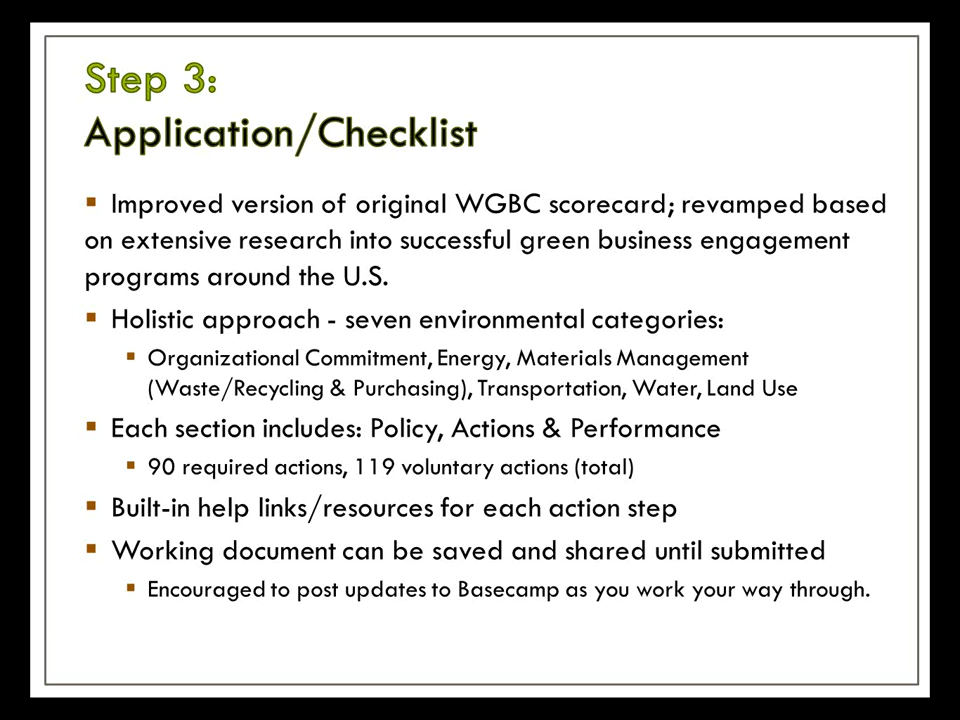 Step 3:
Application/Checklist
▪ Improved version of original WGBC scorecard; revamped based
on extensive research into successful green business engagement
programs around the U.S.
▪ Holistic approach - seven environmental categories:
▪ Organizational Commitment, Energy, Materials Management
(Waste/Recycling & Purchasing), Transportation, Water, Land Use
▪ Each section includes: Policy, Actions & Performance
▪ 90 required actions, 119 voluntary actions (total)
▪ Built-in help links/resources for each action step
▪ Working document can be saved and shared until submitted
▪ Encouraged to post updates to Basecamp as you work your way through.